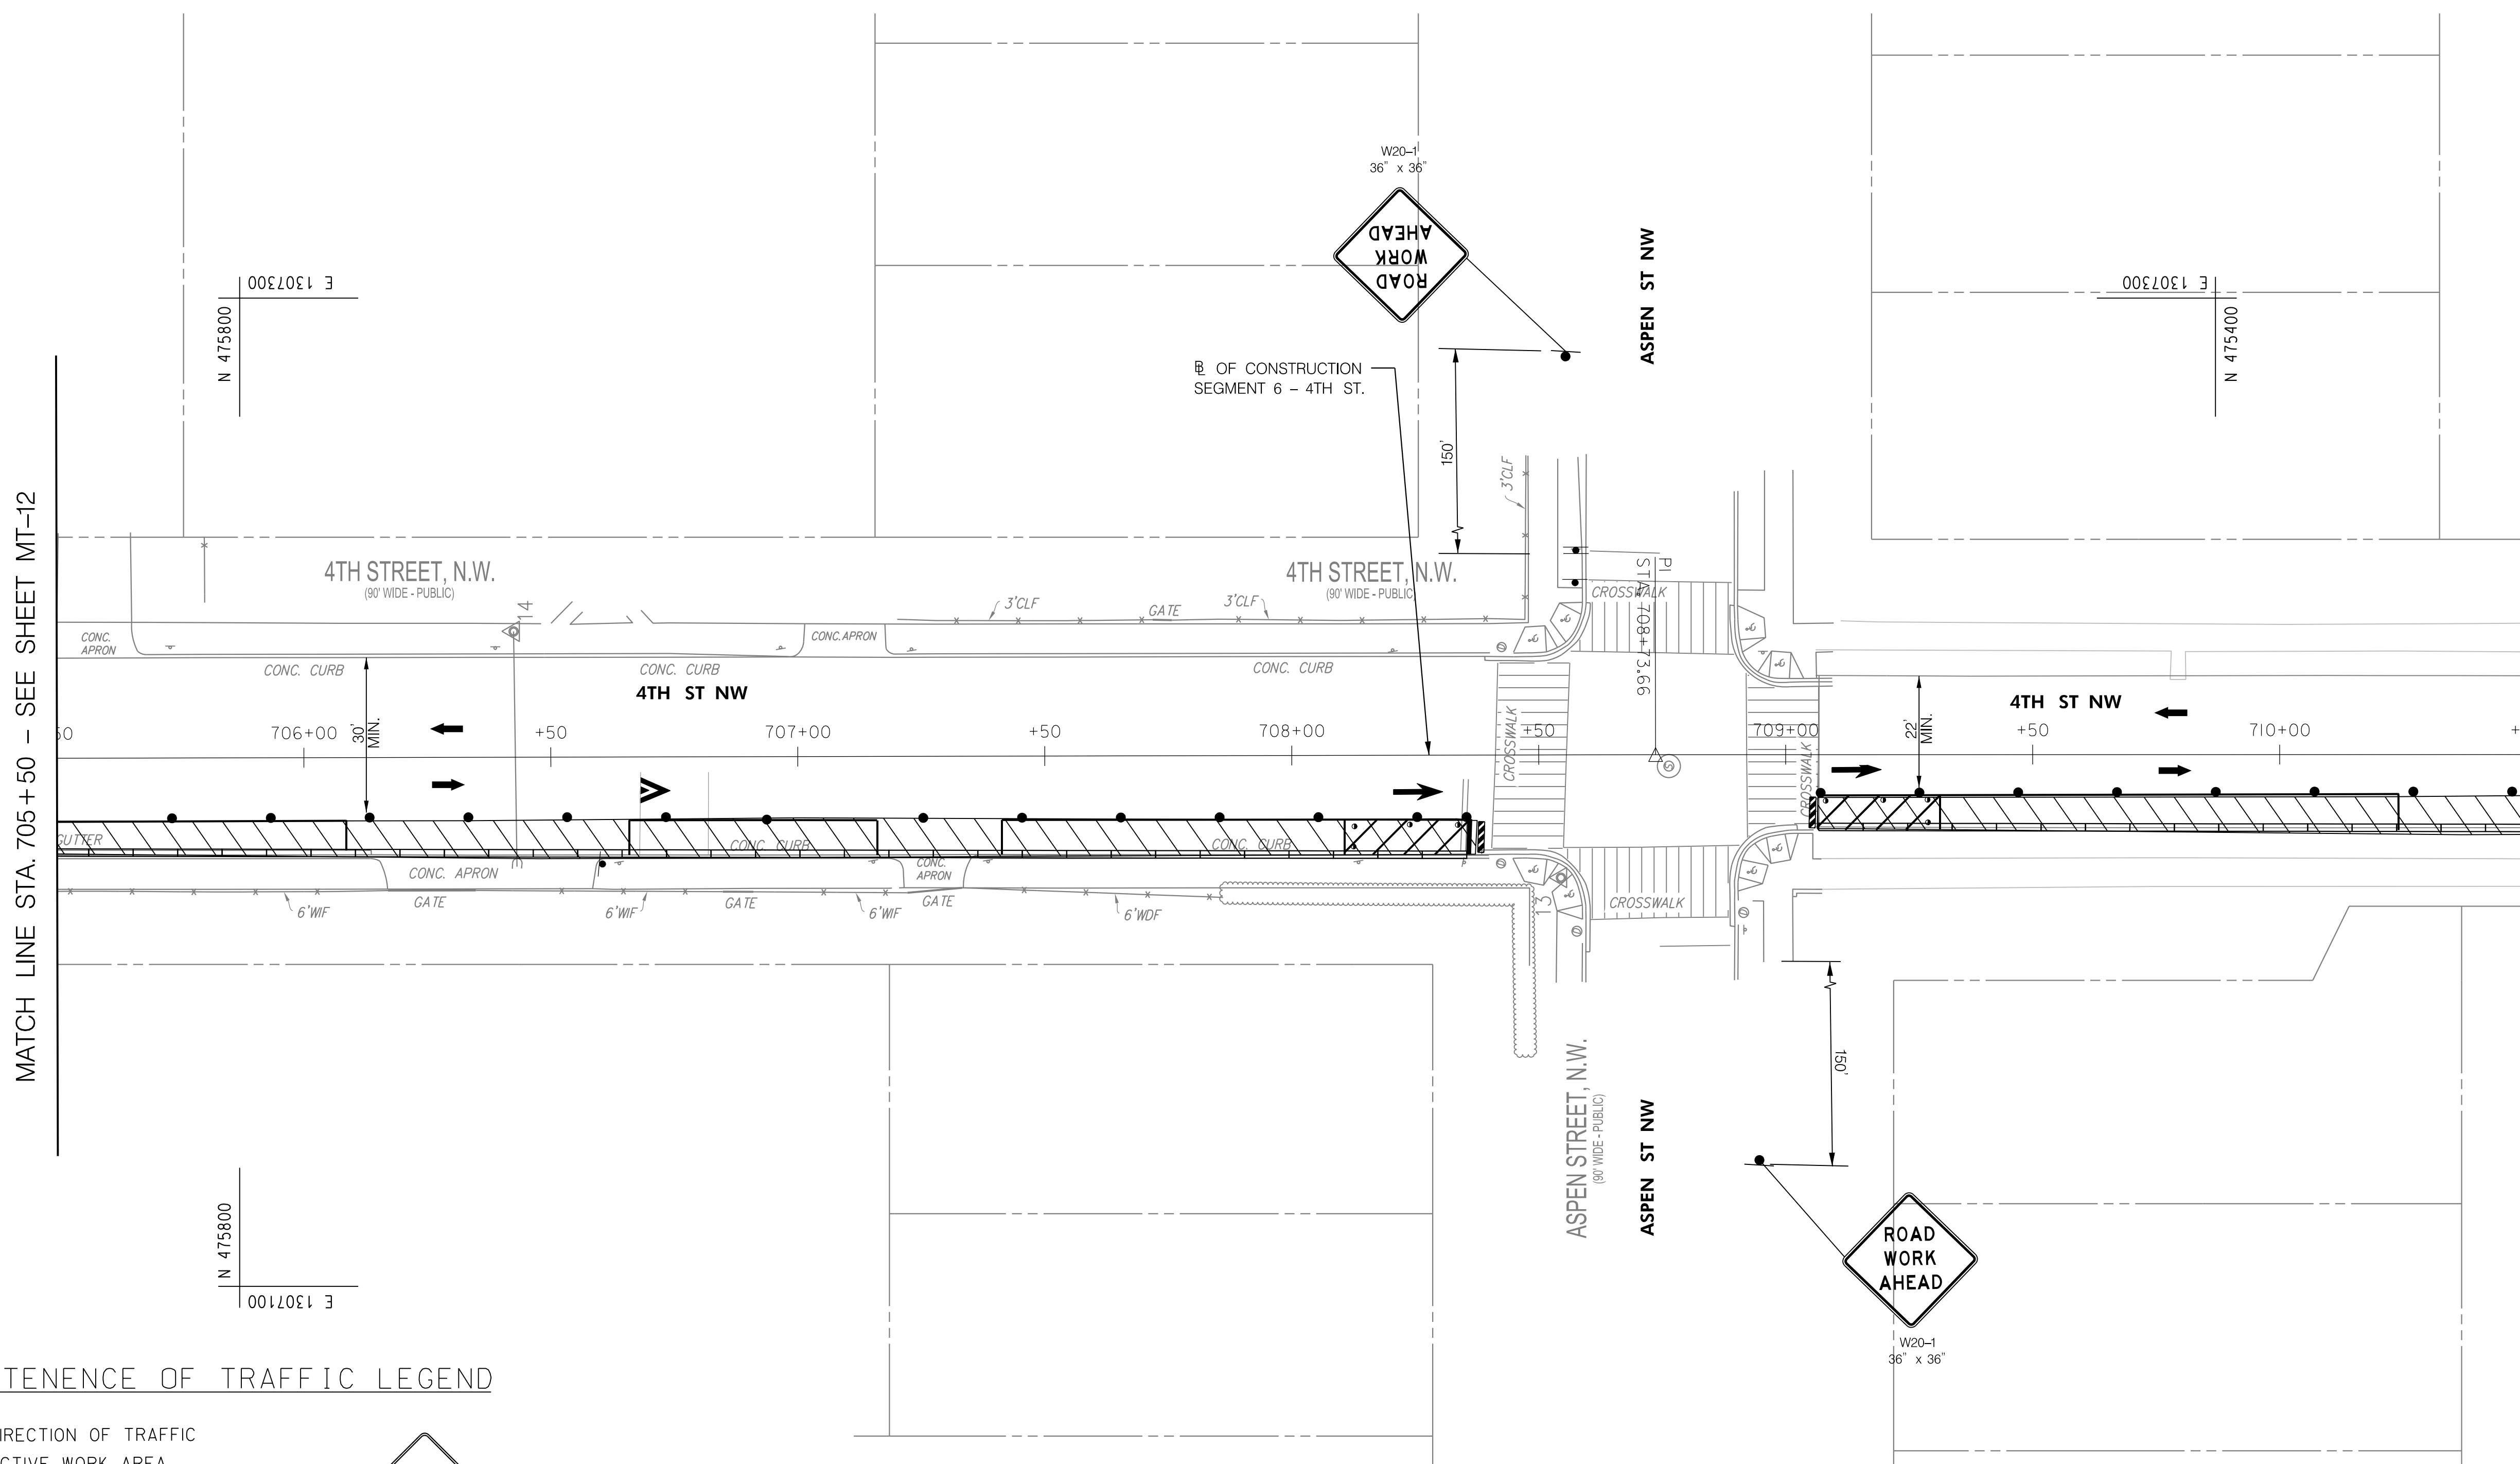 W20–1
36" x 36"
ROAD
WORK
AHEAD
ASPEN ST NW
E 1307300
N 475800
E 1307300
N 475400
℄ OF CONSTRUCTION
SEGMENT 6 – 4TH ST.
150'
3'CLF
MATCH LINE STA. 705+50 – SEE SHEET MT–12
4TH STREET, N.W.
(90' WIDE - PUBLIC)
4TH STREET, N.W.
(90' WIDE - PUBLIC
PI
STA 708+73.66
14
3'CLF
GATE
3'CLF
CROSSWALK
CONC.
APRON
CONC. APRON
CONC. CURB
CONC. CURB
CONC. CURB
4TH ST NW
4TH ST NW
50
706+00
30'
MIN.
+50
707+00
+50
708+00
+50
709+00
22'
MIN.
+50
710+00
+
CROSSWALK
CROSSWALK
GUTTER
CONC. CURB
CONC. CURB
CONC. APRON
CONC.
APRON
6'WIF
GATE
6'WIF
GATE
6'WIF
GATE
6'WDF
13
CROSSWALK
150'
ASPEN STREET, N.W.
(90' WIDE - PUBLIC)
ASPEN ST NW
ROAD
WORK
AHEAD
W20–1
36" x 36"
N 475800
E 1307100
TENENCE OF TRAFFIC LEGEND
IRECTION OF TRAFFIC
CTIVE WORK AREA